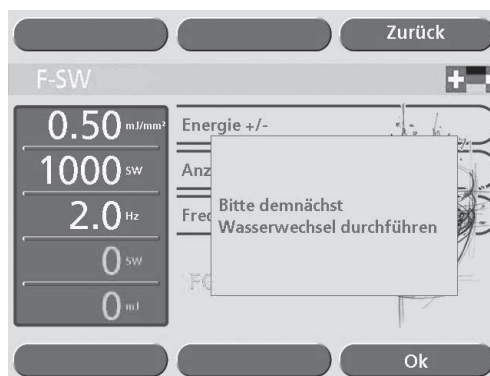 Zurück
F-SW
0.50 mJ/mm²
Energie +/-
1000 SW
Anz
2.0 Hz
Freq
Bitte demnächst
Wasserwechsel durchführen
0 SW
FO
0 mJ
Ok